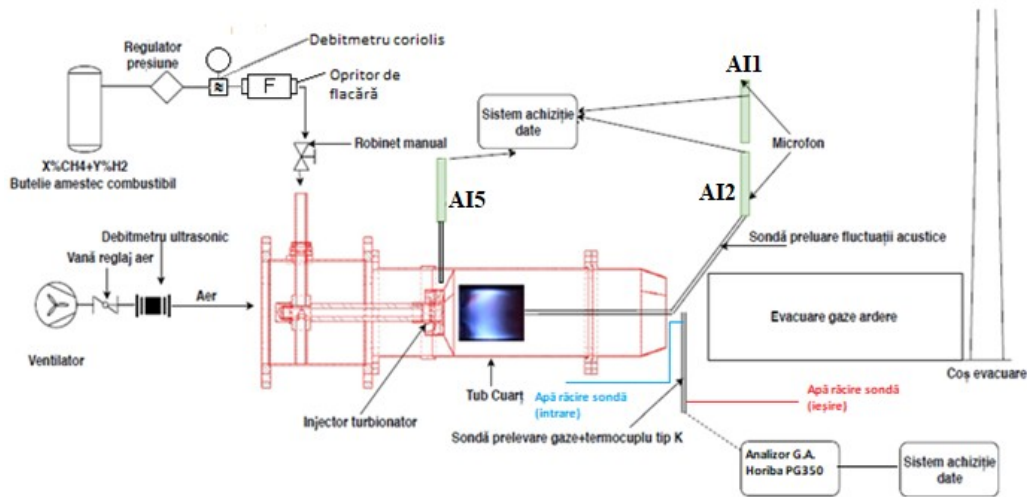 Debitmetru coriolis
Regulator
presiune
F
Opritor de
flacără
Robinet manual
X%CH4+Y%H2
Butelie amestec combustibil
Sistem achiziție
date
AI1
Microfon
AI5
AI2
Debitmetru ultrasonic
Vană reglaj aer
Sondă preluare fluctuații acustice
Aer
Evacuare gaze ardere
Ventilator
Coș evacuare
Tub Cuarț
Apă răcire sondă
(intrare)
Apă răcire sondă
(ieșire)
Injector turbionator
Sondă prelevare gaze+termocuplu tip K
Analizor G.A.
Horiba PG350
Sistem achiziție
date